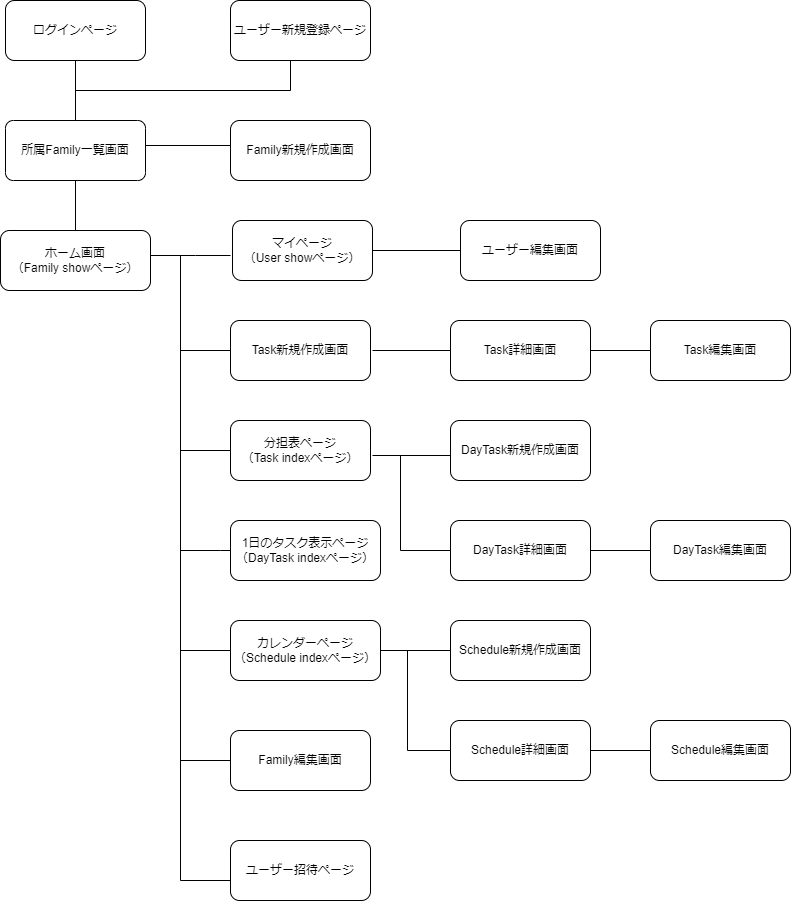 ログインページ
ユーザー新規登録ページ
所属Family一覧画面
Family新規作成画面
ホーム画面
（Family showページ）
マイページ
（User showページ）
ユーザー編集画面
Task新規作成画面
Task詳細画面
Task編集画面
分担表ページ
（Task indexページ）
DayTask新規作成画面
1日のタスク表示ページ
（DayTask indexページ）
DayTask詳細画面
DayTask編集画面
カレンダーページ
（Schedule indexページ）
Schedule新規作成画面
Schedule詳細画面
Schedule編集画面
Family編集画面
ユーザー招待ページ